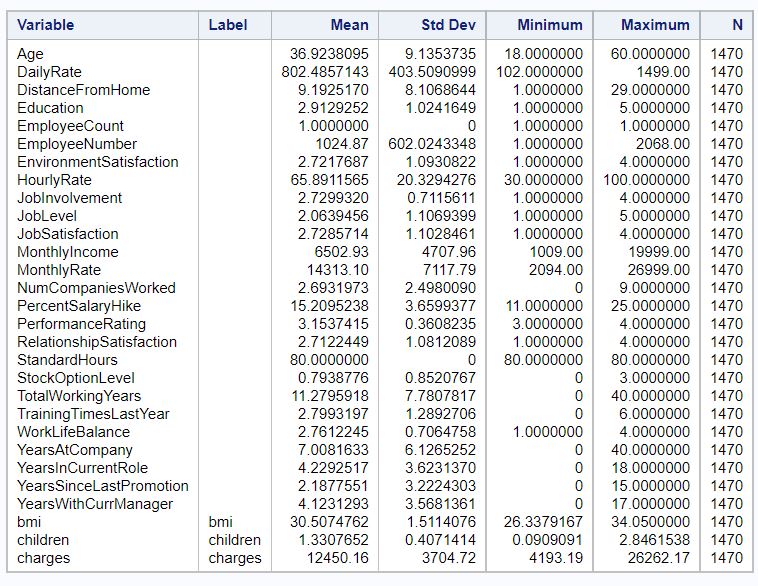 Variable Label Mean Std Dev Minimum Maximum N
Age 36.9238095 9.1353735 18.0000000 60.0000000 1470
DailyRate 802.4857143 403.5090999 102.0000000 1499.00 1470
DistanceFromHome 9.1925170 8.1068644 1.0000000 29.0000000 1470
Education 2.9129252 1.0241649 1.0000000 5.0000000 1470
EmployeeCount 1.0000000 0 1.0000000 1.0000000 1470
EmployeeNumber 1024.87 602.0243348 1.0000000 2068.00 1470
EnvironmentSatisfaction 2.7217687 1.0930822 1.0000000 4.0000000 1470
HourlyRate 65.8911565 20.3294276 30.0000000 100.0000000 1470
JobInvolvement 2.7299320 0.7115611 1.0000000 4.0000000 1470
JobLevel 2.0639456 1.1069399 1.0000000 5.0000000 1470
JobSatisfaction 2.7285714 1.1028461 1.0000000 4.0000000 1470
MonthlyIncome 6502.93 4707.96 1009.00 19999.00 1470
MonthlyRate 14313.10 7117.79 2094.00 26999.00 1470
NumCompaniesWorked 2.6931973 2.4980090 0 9.0000000 1470
PercentSalaryHike 15.2095238 3.6599377 11.0000000 25.0000000 1470
PerformanceRating 3.1537415 0.3608235 3.0000000 4.0000000 1470
RelationshipSatisfaction 2.7122449 1.0812089 1.0000000 4.0000000 1470
StandardHours 80.0000000 0 80.0000000 80.0000000 1470
StockOptionLevel 0.7938776 0.8520767 0 3.0000000 1470
TotalWorkingYears 11.2795918 7.7807817 0 40.0000000 1470
TrainingTimesLastYear 2.7993197 1.2892706 0 6.0000000 1470
WorkLifeBalance 2.7612245 0.7064758 1.0000000 4.0000000 1470
YearsAtCompany 7.0081633 6.1265252 0 40.0000000 1470
YearsInCurrentRole 4.2292517 3.6231370 0 18.0000000 1470
YearsSinceLastPromotion 2.1877551 3.2224303 0 15.0000000 1470
YearsWithCurrManager 4.1231293 3.5681361 0 17.0000000 1470
bmi bmi 30.5074762 1.5114076 26.3379167 34.0500000 1470
children children 1.3307652 0.4071414 0.0909091 2.8461538 1470
charges charges 12450.16 3704.72 4193.19 26262.17 1470